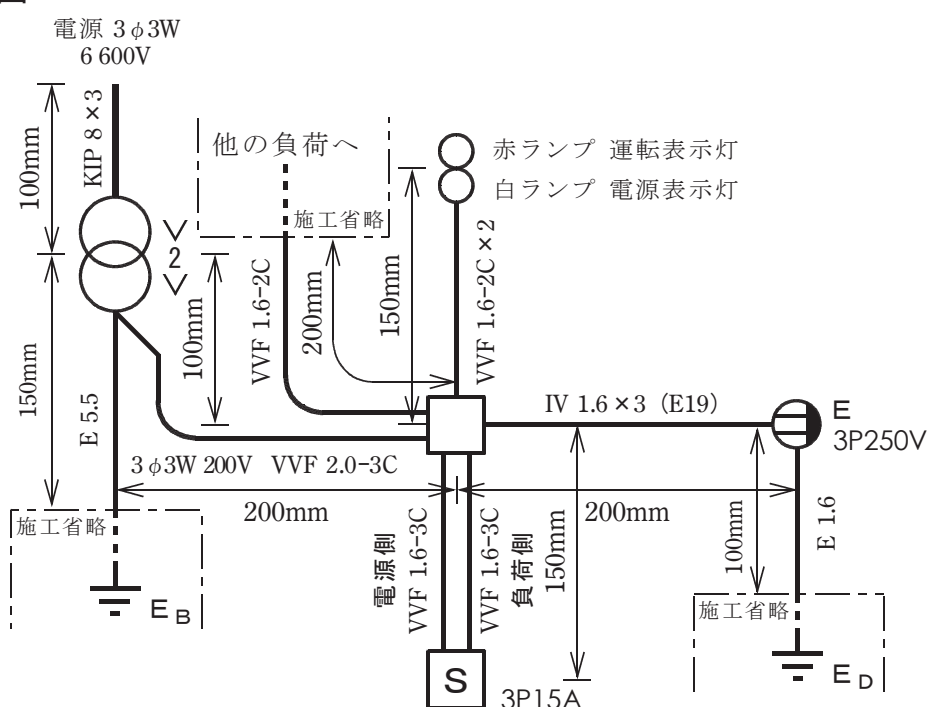 電源 3φ3W
6 600V
KIP 8×3
100mm
他の負荷へ
施工省略
赤ランプ 運転表示灯
白ランプ 電源表示灯
2
100mm
VVF 1.6-2C
200mm
150mm
VVF 1.6-2C×2
150mm
E 5.5
IV 1.6×3 (E19)
E
3P250V
3φ3W 200V VVF 2.0-3C
200mm
200mm
施工省略
E B
電源側
VVF 1.6-3C
VVF 1.6-3C
負荷側
150mm
100mm
E 1.6
施工省略
E D
S
3P15A